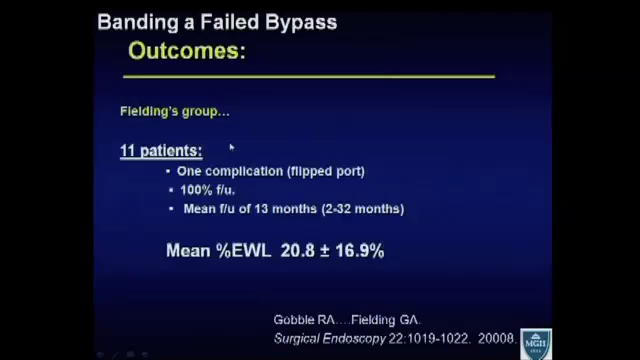 Banding a Failed Bypass
Outcomes:
Fielding's group...
11 patients:
• One complication (flipped port)
• 100% f/u.
• Mean f/u of 13 months (2-32 months)
Mean %EWL 20.8 ± 16.9%
Gobble RA....Fielding GA.
Surgical Endoscopy 22:1019-1022. 20008.
MGH